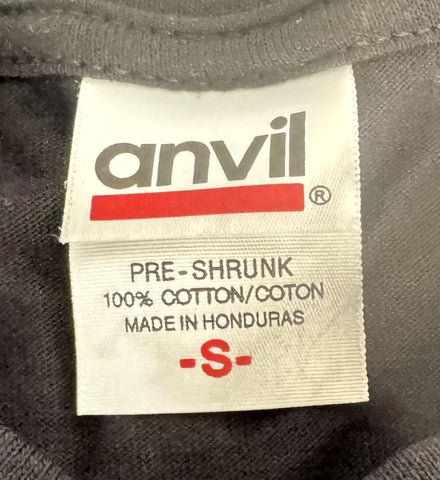 anvil
®
PRE-SHRUNK
100% COTTON/COTON
MADE IN HONDURAS
-S-